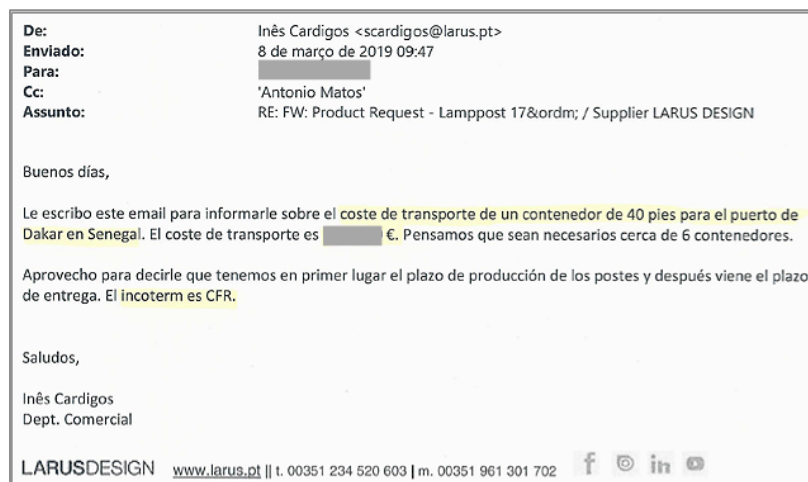 De: Inês Cardigos <scardigos@larus.pt>
Enviado: 8 de março de 2019 09:47
Para:
Cc: 'Antonio Matos'
Assunto: RE: FW: Product Request - Lamppost 17&ordm; / Supplier LARUS DESIGN
Buenos días,
Le escribo este email para informarle sobre el coste de transporte de un contenedor de 40 pies para el puerto de
Dakar en Senegal. El coste de transporte es €. Pensamos que sean necesarios cerca de 6 contenedores.
Aprovecho para decirle que tenemos en primer lugar el plazo de producción de los postes y después viene el plazo
de entrega. El incoterm es CFR.
Saludos,
Inês Cardigos
Dept. Comercial
LARUSDESIGN www.larus.pt || t. 00351 234 520 603 | m. 00351 961 301 702 f in